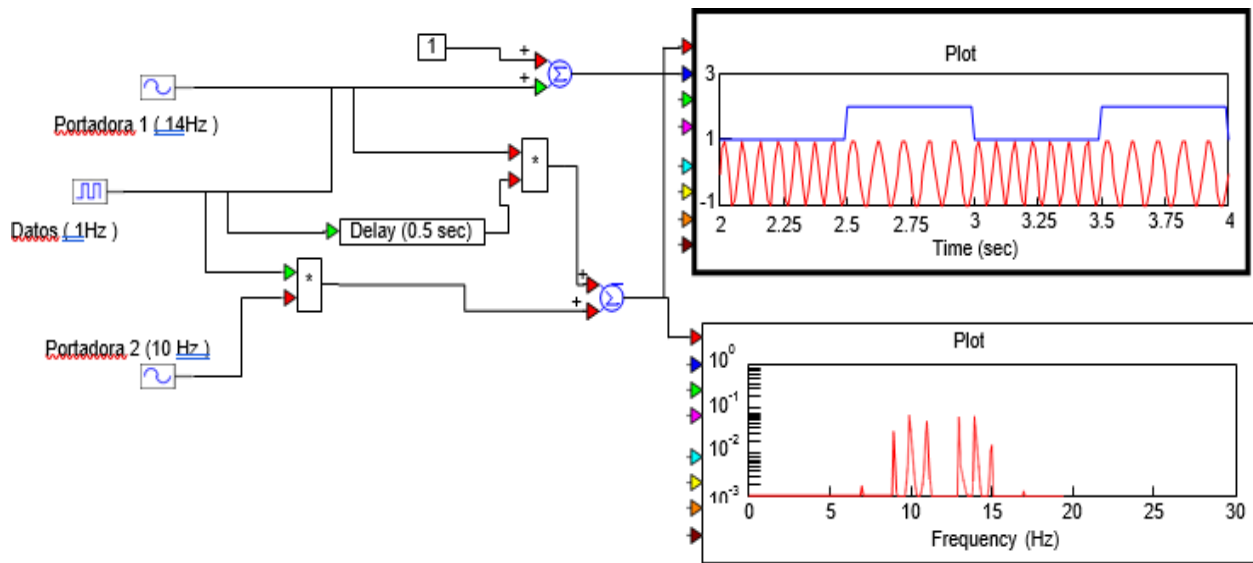 1
+
+
Σ
Portadora 1 ( 14Hz )
*
Datos ( 1Hz )
Delay (0.5 sec)
*
+
+
Σ
Portadora 2 (10 Hz )
Plot
3
1
-1
2 2.25 2.5 2.75 3 3.25 3.5 3.75 4
Time (sec)
Plot
10^0
10^-1
10^-2
10^-3
0 5 10 15 20 25 30
Frequency (Hz)